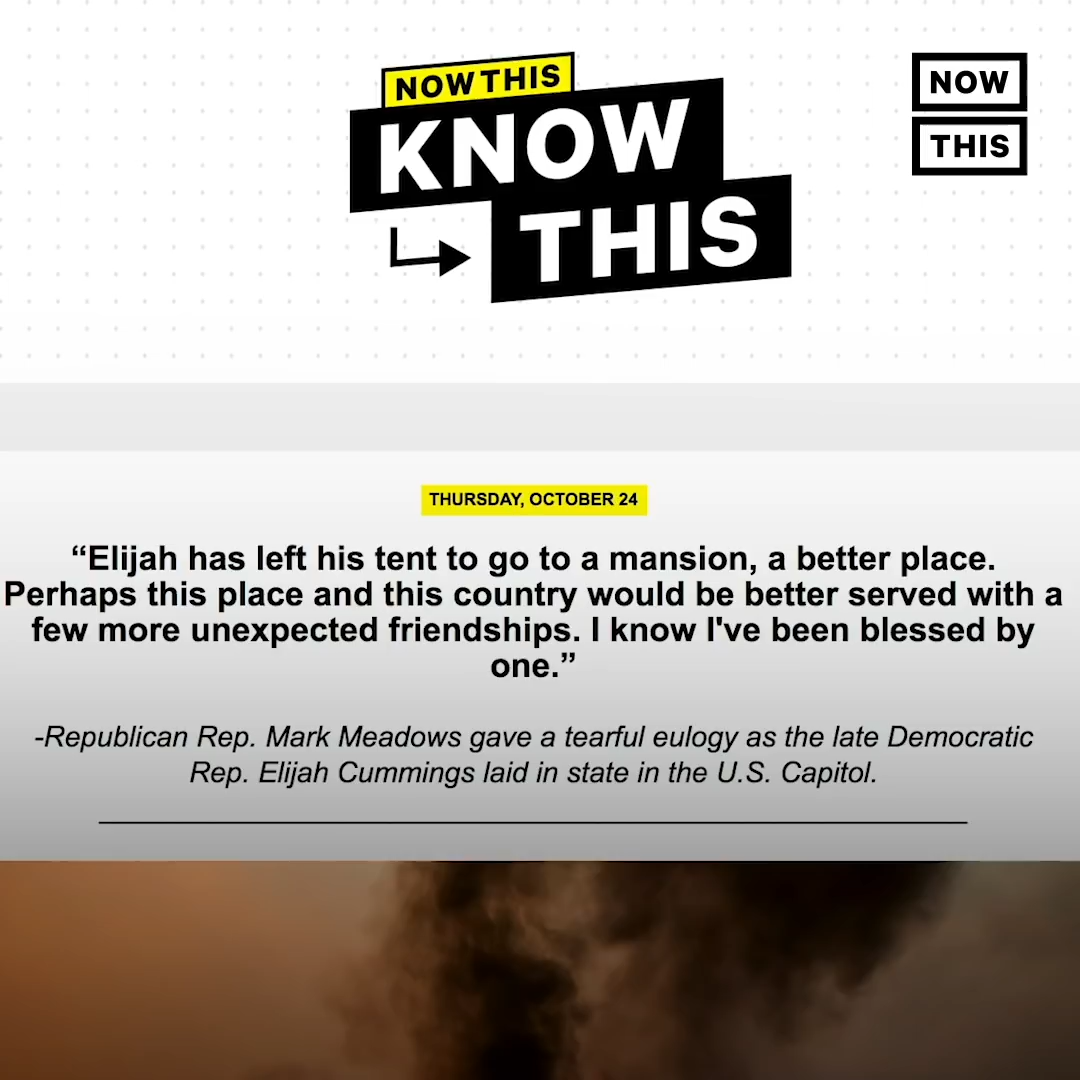 NOW THIS
KNOW
THIS
NOW
THIS
THURSDAY, OCTOBER 24
“Elijah has left his tent to go to a mansion, a better place.
Perhaps this place and this country would be better served with a
few more unexpected friendships. I know I've been blessed by
one.”
-Republican Rep. Mark Meadows gave a tearful eulogy as the late Democratic
Rep. Elijah Cummings laid in state in the U.S. Capitol.